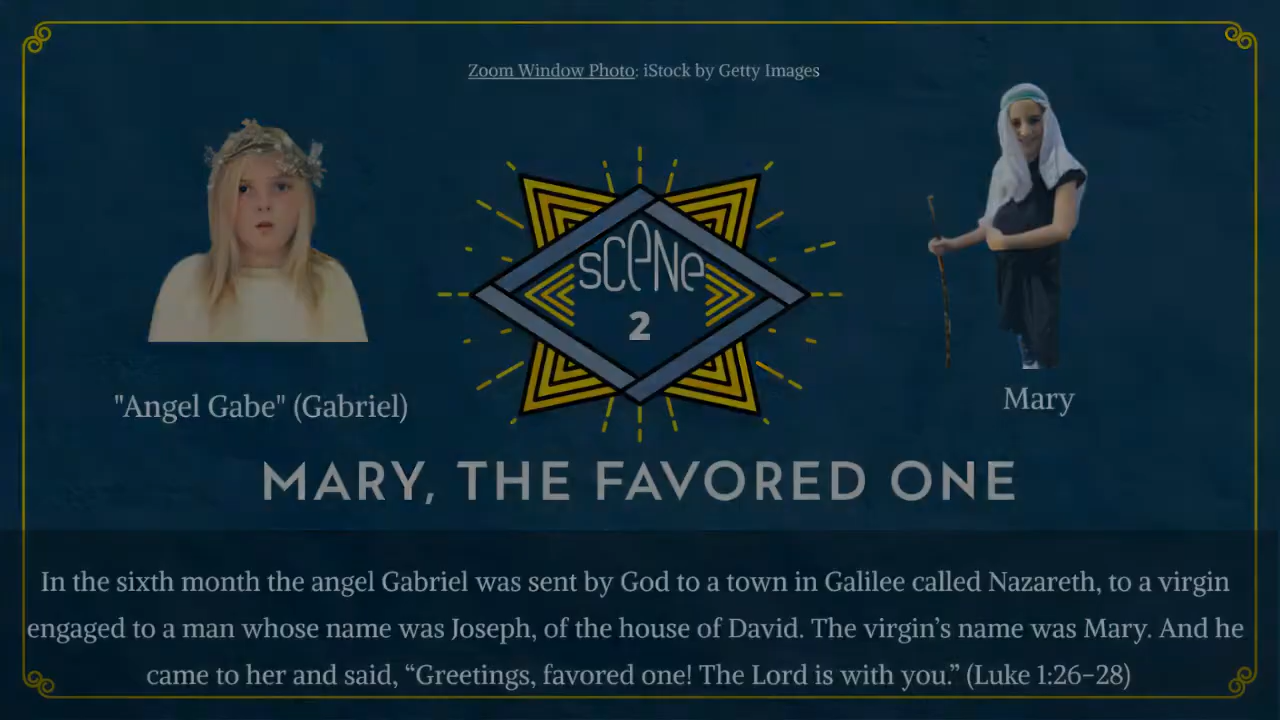 Zoom Window Photo: iStock by Getty Images
scene
2
"Angel Gabe" (Gabriel)
Mary
MARY, THE FAVORED ONE
In the sixth month the angel Gabriel was sent by God to a town in Galilee called Nazareth, to a virgin
engaged to a man whose name was Joseph, of the house of David. The virgin’s name was Mary. And he
came to her and said, “Greetings, favored one! The Lord is with you.” (Luke 1:26–28)